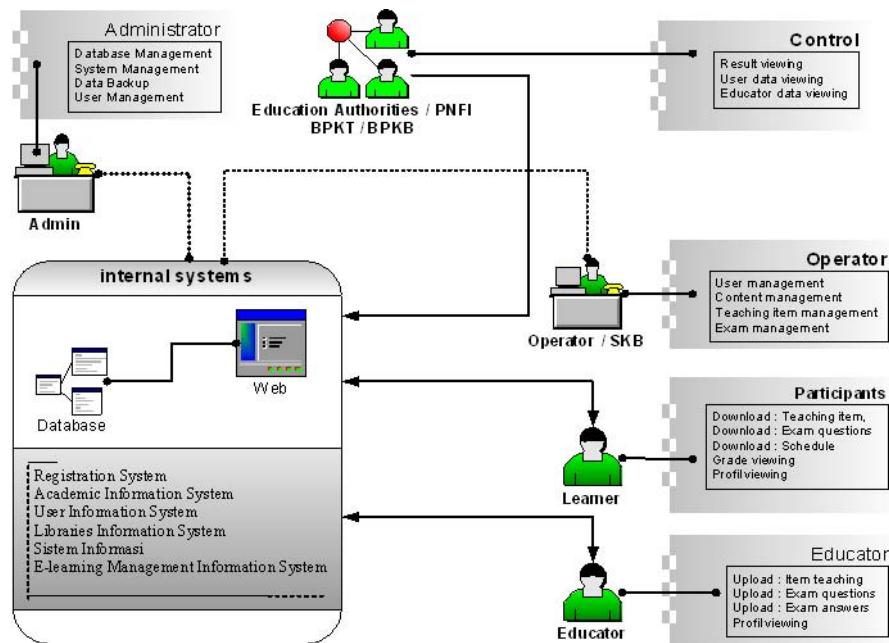 Administrator
Database Management
System Management
Data Backup
User Management
Admin
Education Authorities / PNFI
BPKT / BPKB
Control
Result viewing
User data viewing
Educator data viewing
internal systems
Web
Database
Registration System
Academic Information System
User Information System
Libraries Information System
Sistem Informasi
E-learning Management Information System
Operator / SKB
Operator
User management
Content management
Teaching item management
Exam management
Learner
Participants
Download : Teaching item,
Download : Exam questions
Download : Schedule
Grade viewing
Profilviewing
Educator
Educator
Upload : Item teaching
Upload : Exam questions
Upload : Exam answers
Profilviewing